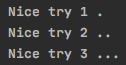 Nice try 1 .
Nice try 2 ..
Nice try 3 ...